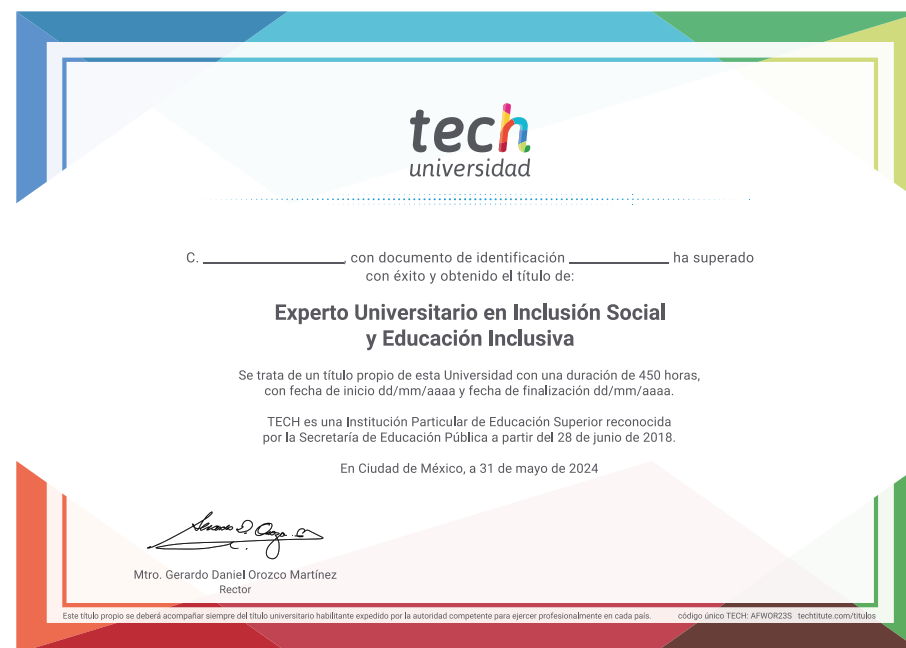 tech
universidad
C. ____________, con documento de identificación ____________ ha superado
con éxito y obtenido el título de:
Experto Universitario en Inclusión Social
y Educación Inclusiva
Se trata de un título propio de esta Universidad con una duración de 450 horas,
con fecha de inicio dd/mm/aaaa y fecha de finalización dd/mm/aaaa.
TECH es una Institución Particular de Educación Superior reconocida
por la Secretaría de Educación Pública a partir del 28 de junio de 2018.
En Ciudad de México, a 31 de mayo de 2024
Mtro. Gerardo Daniel Orozco Martínez
Rector
Este título propio se deberá acompañar siempre del título universitario habilitante expedido por la autoridad competente para ejercer profesionalmente en cada país. código único TECH: AFWOR23S techtitute.com/titulos